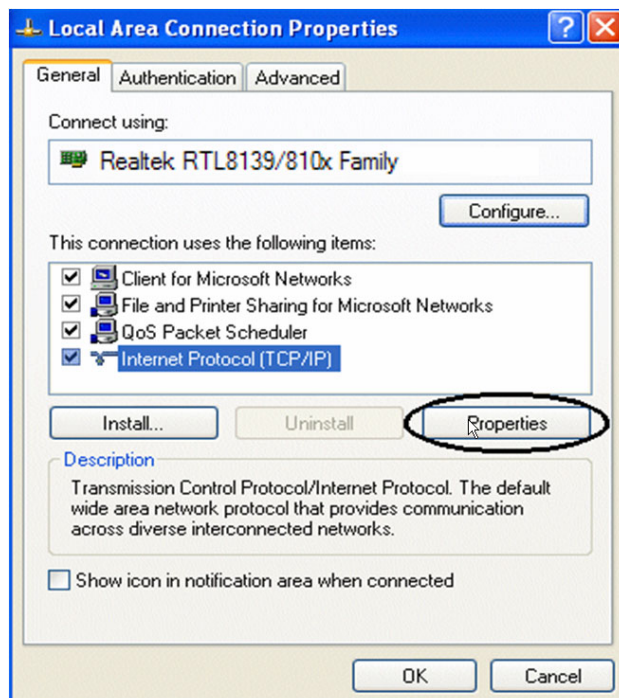 Local Area Connection Properties
?
General Authentication Advanced
Connect using:
Realtek RTL8139/810x Family
Configure...
This connection uses the following items:
Client for Microsoft Networks
File and Printer Sharing for Microsoft Networks
QoS Packet Scheduler
Internet Protocol (TCP/IP)
Install... Uninstall Properties
Description
Transmission Control Protocol/Internet Protocol. The default
wide area network protocol that provides communication
across diverse interconnected networks.
Show icon in notification area when connected
OK Cancel